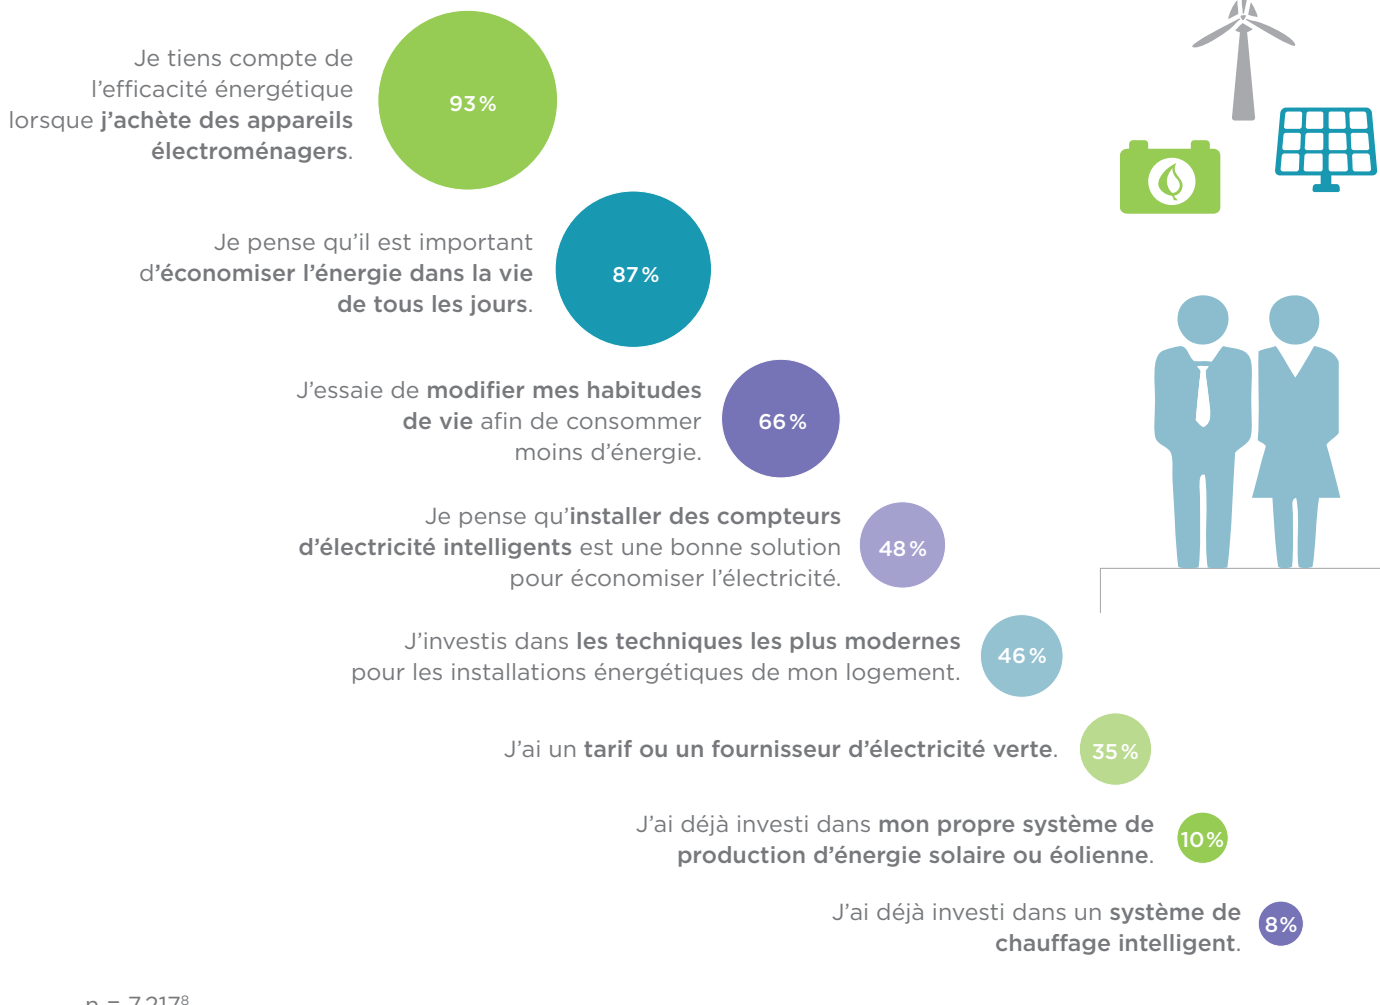 Je tiens compte de
l’efficacité énergétique
lorsque j’achète des appareils
électroménagers.
93 %
Je pense qu’il est important
d’économiser l’énergie dans la vie
de tous les jours.
87 %
J’essaie de modifier mes habitudes
de vie afin de consommer
moins d’énergie.
66 %
Je pense qu’installer des compteurs
d’électricité intelligents est une bonne solution
pour économiser l’électricité.
48 %
J’investis dans les techniques les plus modernes
pour les installations énergétiques de mon logement.
46 %
J’ai un tarif ou un fournisseur d’électricité verte.
35 %
J’ai déjà investi dans mon propre système de
production d’énergie solaire ou éolienne.
10 %
J’ai déjà investi dans un système de
chauffage intelligent.
8 %
n = 7 217⁸